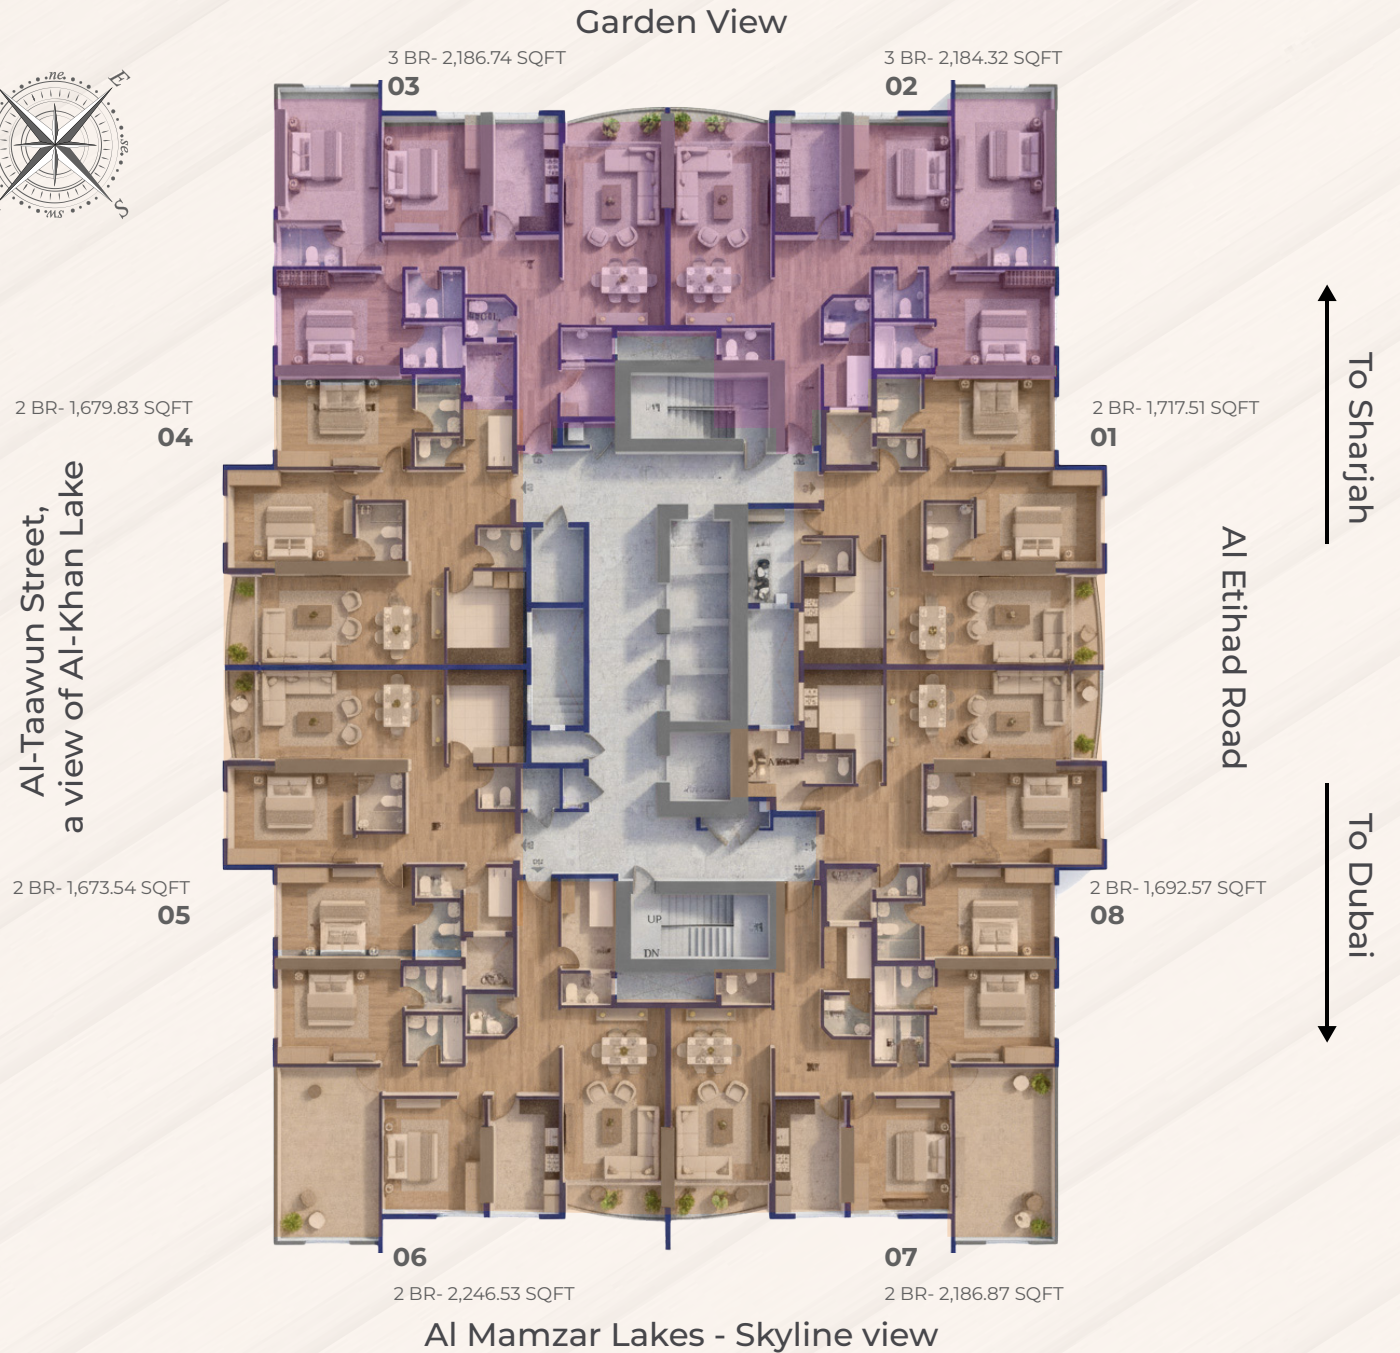 Garden View
3 BR- 2,186.74 SQFT
03
3 BR- 2,184.32 SQFT
02
ne
E
se
S
sw
2 BR- 1,679.83 SQFT
04
2 BR- 1,717.51 SQFT
01
To Sharjah
Al-Taawun Street,
a view of Al-Khan Lake
Al Etihad Road
To Dubai
2 BR- 1,673.54 SQFT
05
2 BR- 1,692.57 SQFT
08
UP
DN
06
2 BR- 2,246.53 SQFT
07
2 BR- 2,186.87 SQFT
Al Mamzar Lakes - Skyline view